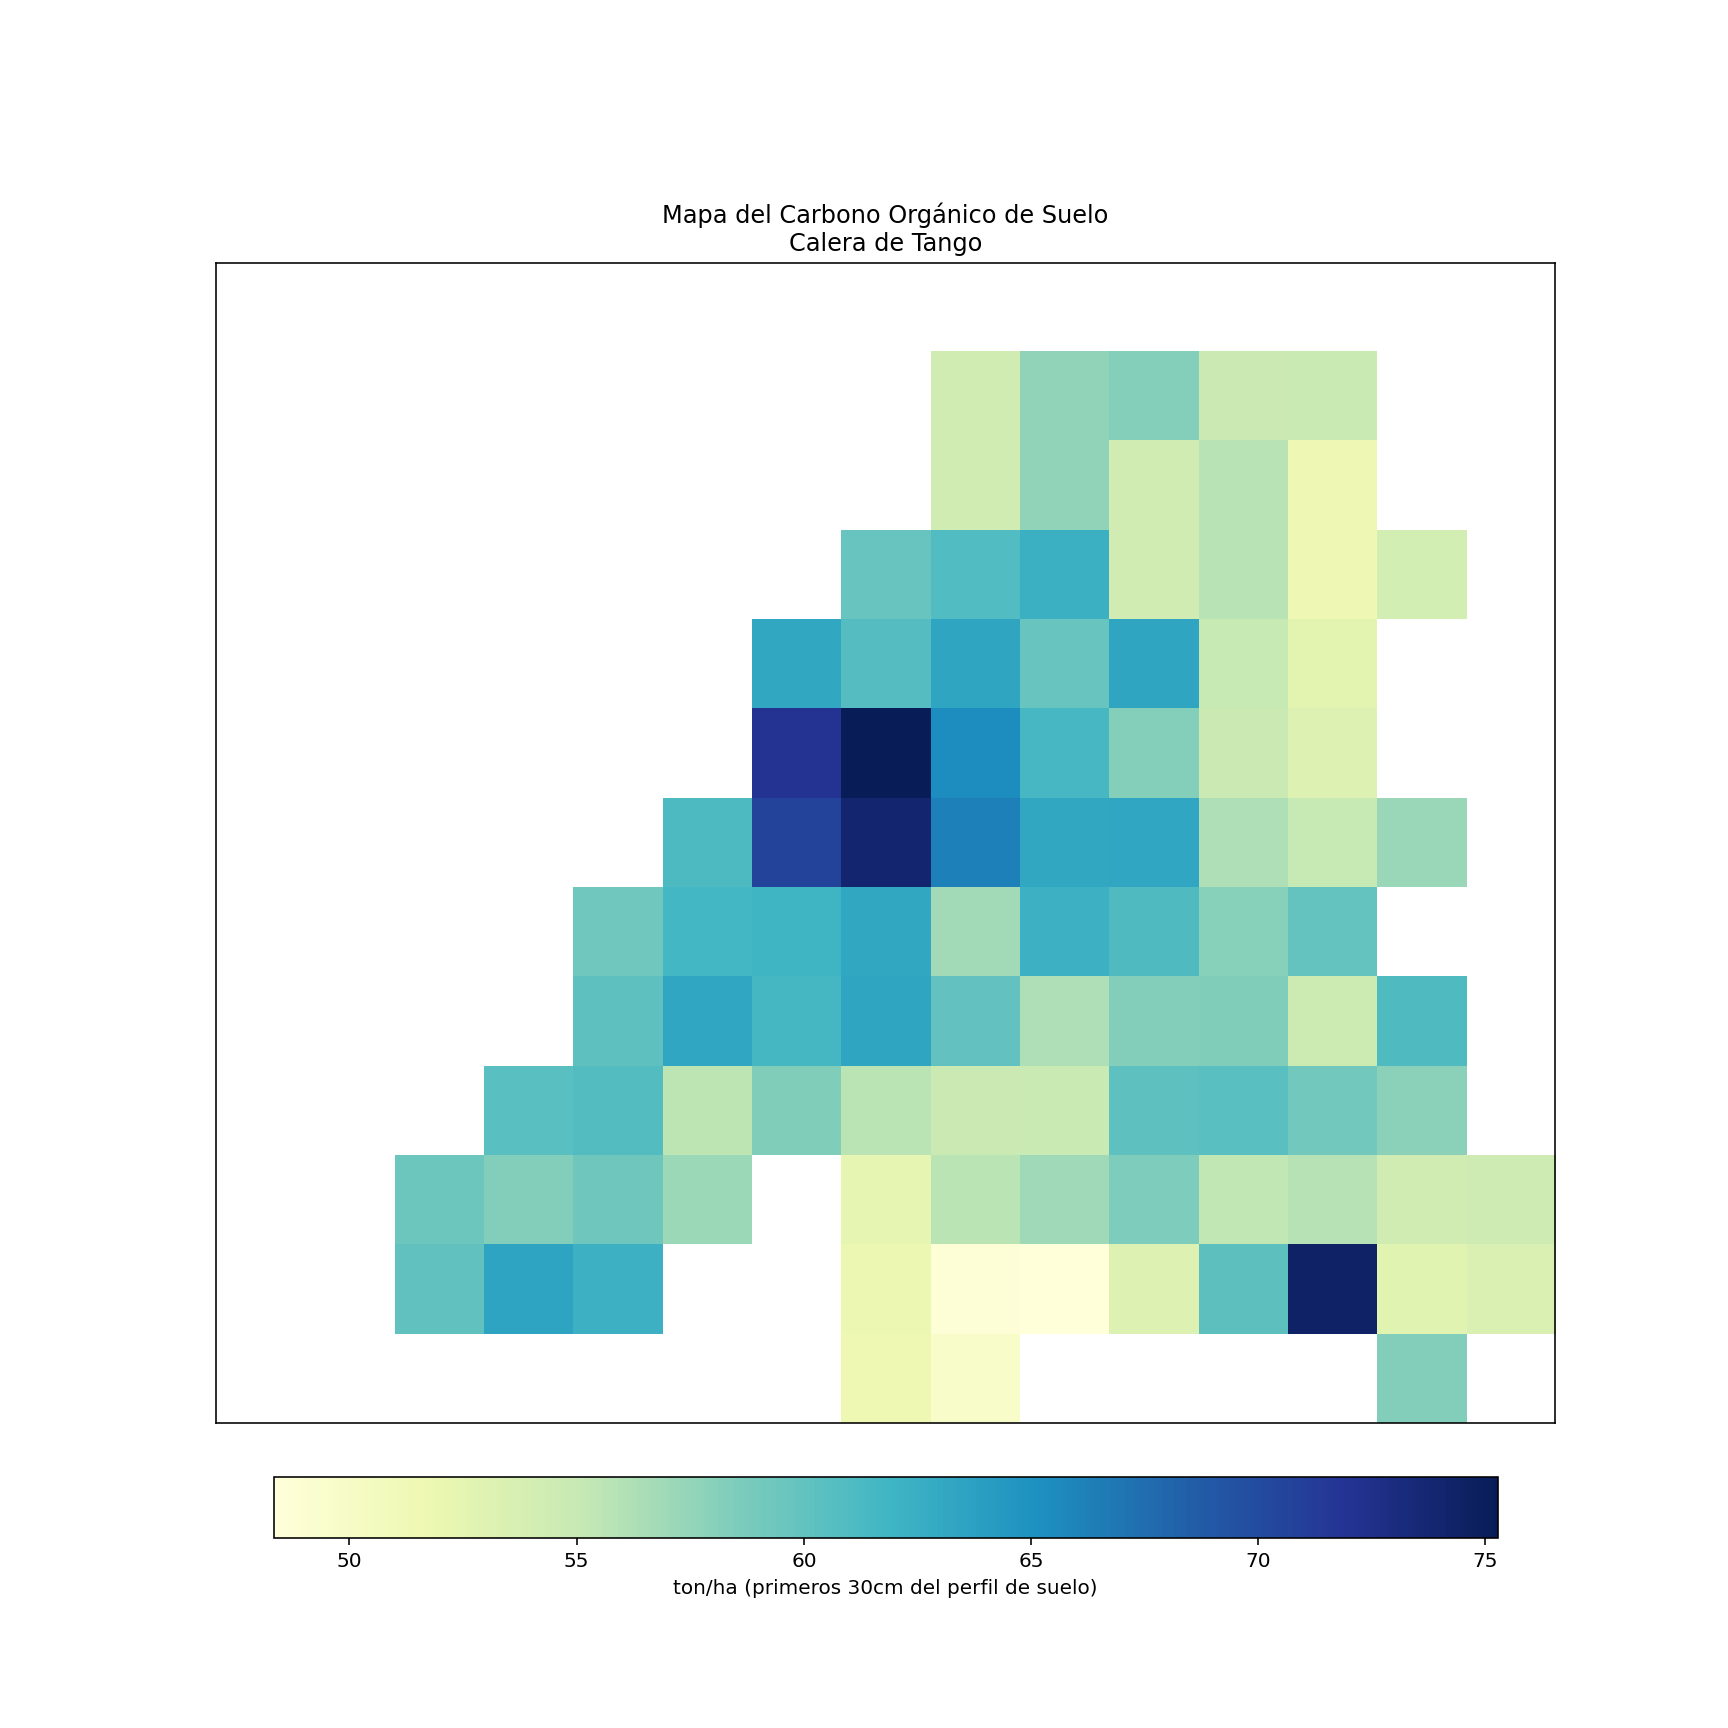 Mapa del Carbono Orgánico de Suelo
Calera de Tango
50 55 60 65 70 75
ton/ha (primeros 30cm del perfil de suelo)